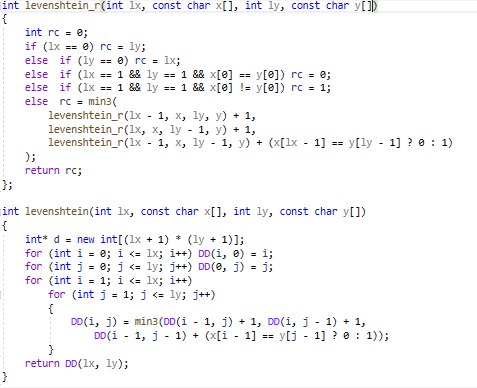 int levenshtein_r(int lx, const char x[], int ly, const char y[])
{
int rc = 0;
if (lx == 0) rc = ly;
else if (ly == 0) rc = lx;
else if (lx == 1 && ly == 1 && x[0] == y[0]) rc = 0;
else if (lx == 1 && ly == 1 && x[0] != y[0]) rc = 1;
else rc = min3(
levenshtein_r(lx - 1, x, ly, y) + 1,
levenshtein_r(lx, x, ly - 1, y) + 1,
levenshtein_r(lx - 1, x, ly - 1, y) + (x[lx - 1] == y[ly - 1] ? 0 : 1)
);
return rc;
};
int levenshtein(int lx, const char x[], int ly, const char y[])
{
int* d = new int[(lx + 1) * (ly + 1)];
for (int i = 0; i <= lx; i++) DD(i, 0) = i;
for (int j = 0; j <= ly; j++) DD(0, j) = j;
for (int i = 1; i <= lx; i++)
for (int j = 1; j <= ly; j++)
{
DD(i, j) = min3(DD(i - 1, j) + 1, DD(i, j - 1) + 1,
DD(i - 1, j - 1) + (x[i - 1] == y[j - 1] ? 0 : 1));
}
return DD(lx, ly);
}